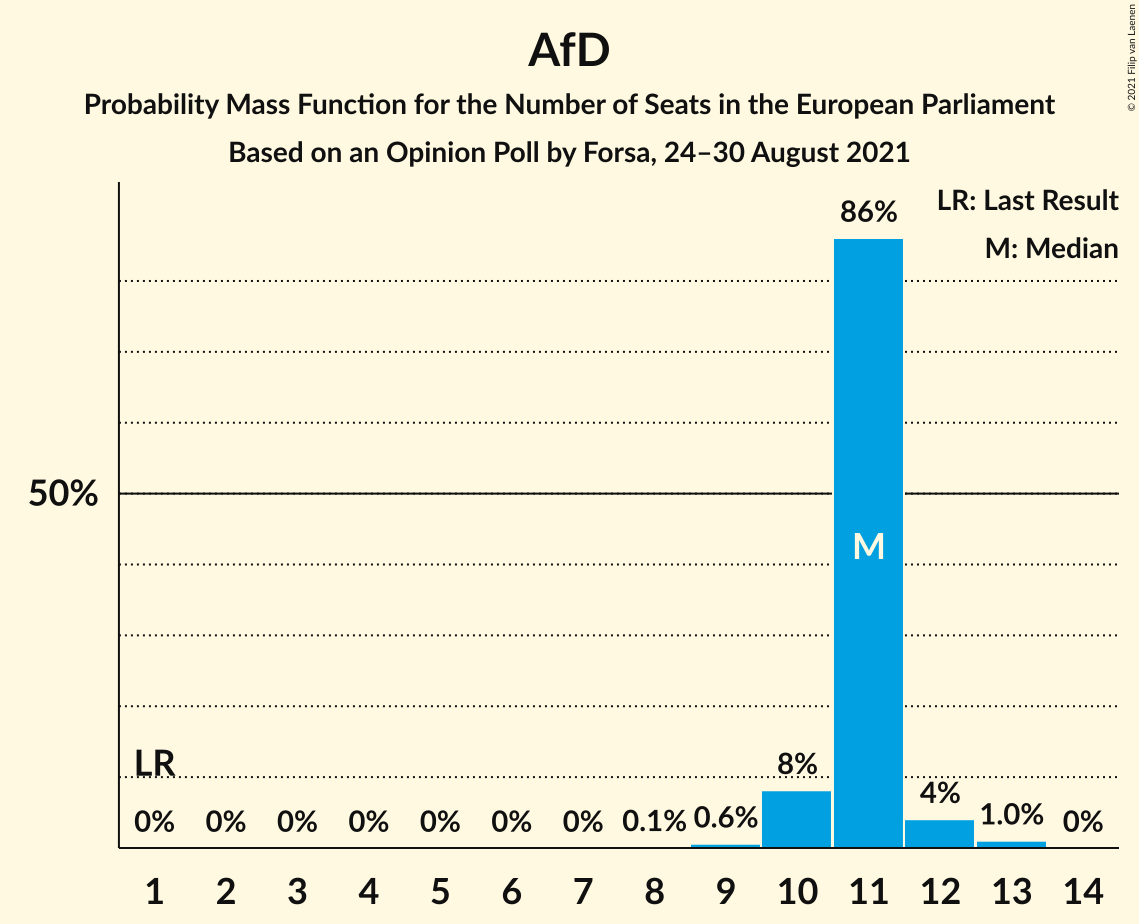 AfD
Probability Mass Function for the Number of Seats in the European Parliament
Based on an Opinion Poll by Forsa, 24–30 August 2021
© 2021 Filip van Laenen
LR: Last Result
M: Median
86%
50%
M
LR
0% 0% 0% 0% 0% 0% 0% 0.1% 0.6% 8% 4% 1.0% 0%
1 2 3 4 5 6 7 8 9 10 11 12 13 14